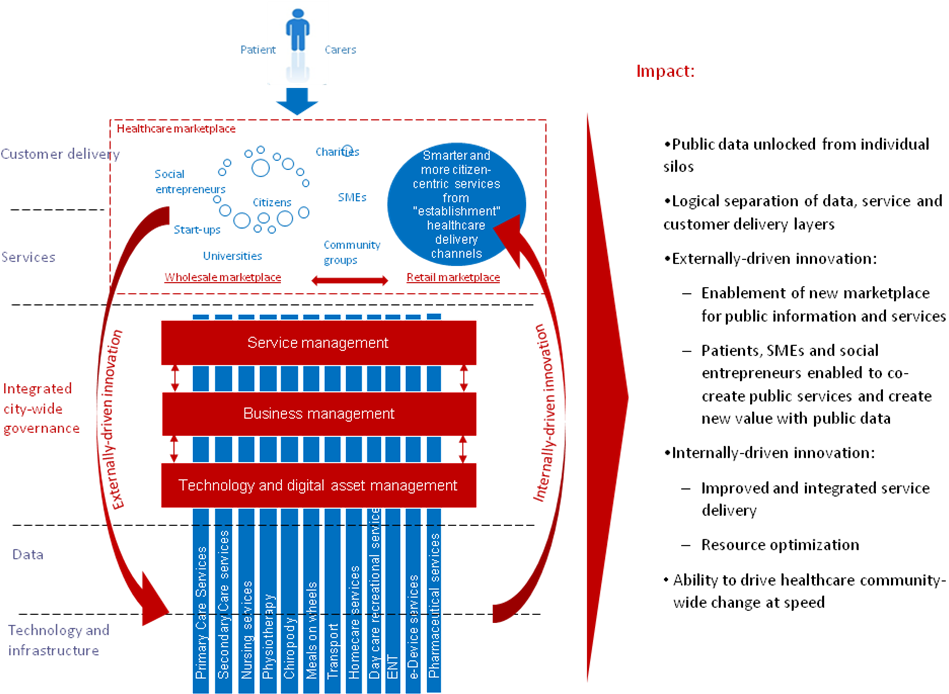 Patient
Carers
Healthcare marketplace
Customer delivery
Charities
Social
entrepreneurs
Citizens
SMEs
Start-ups
Community
groups
Universities
Services
Smarter and
more citizen-
centric services
from
"establishment"
healthcare
delivery
channels
Wholesale marketplace
Retail marketplace
Integrated
city-wide
governance
Externally-driven innovation
Service management
Business management
Technology and digital asset management
Internally-driven innovation
Data
Technology and
infrastructure
Primary Care Services
Secondary Care services
Nursing services
Physiotherapy
Chiropody
Meals on wheels
Transport
Homecare services
Day care recreational service
ENT
e-Device services
Pharmaceutical services
Impact:
•Public data unlocked from individual
silos
•Logical separation of data, service and
customer delivery layers
•Externally-driven innovation:
– Enablement of new marketplace
for public information and services
– Patients, SMEs and social
entrepreneurs enabled to co-
create public services and create
new value with public data
•Internally-driven innovation:
– Improved and integrated service
delivery
– Resource optimization
• Ability to drive healthcare community-
wide change at speed